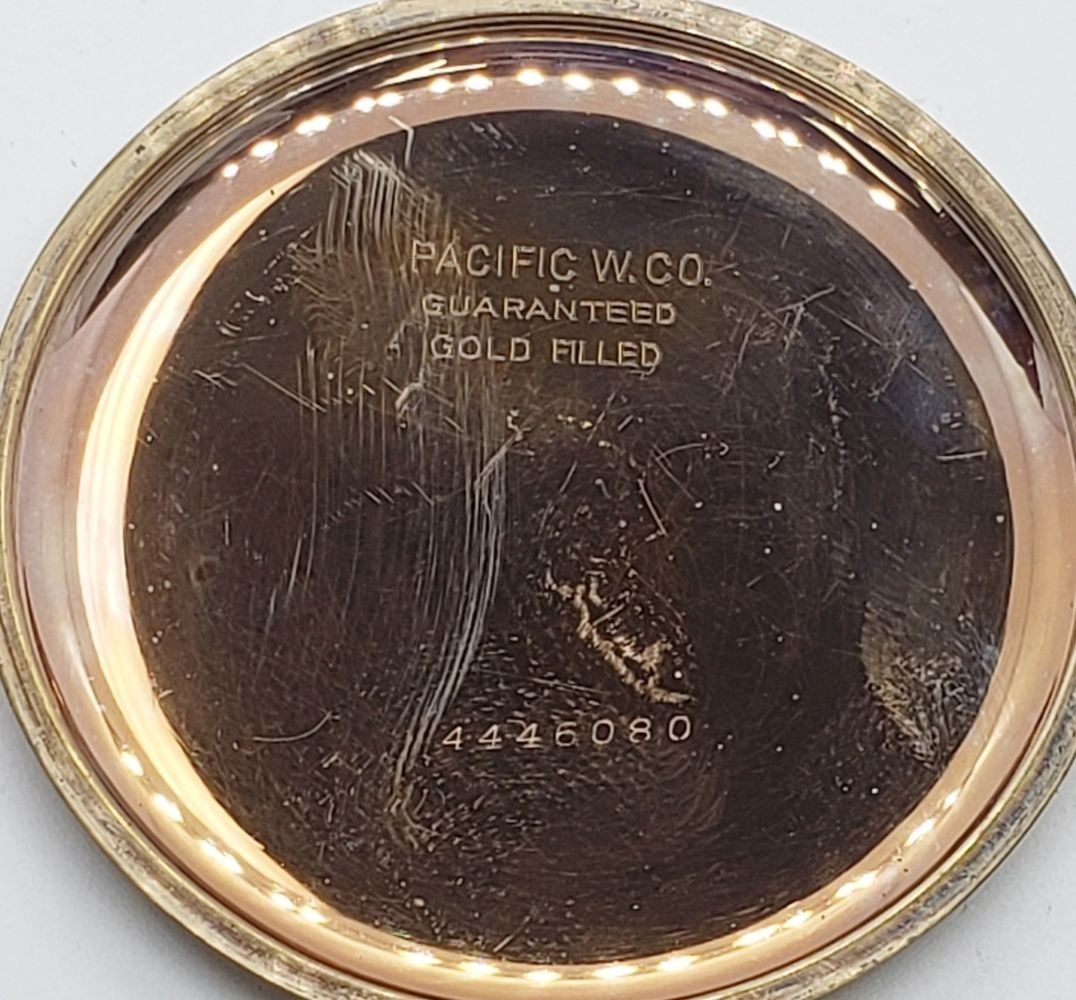 PACIFIC W. CO.
GUARANTEED
GOLD FILLED
4446080